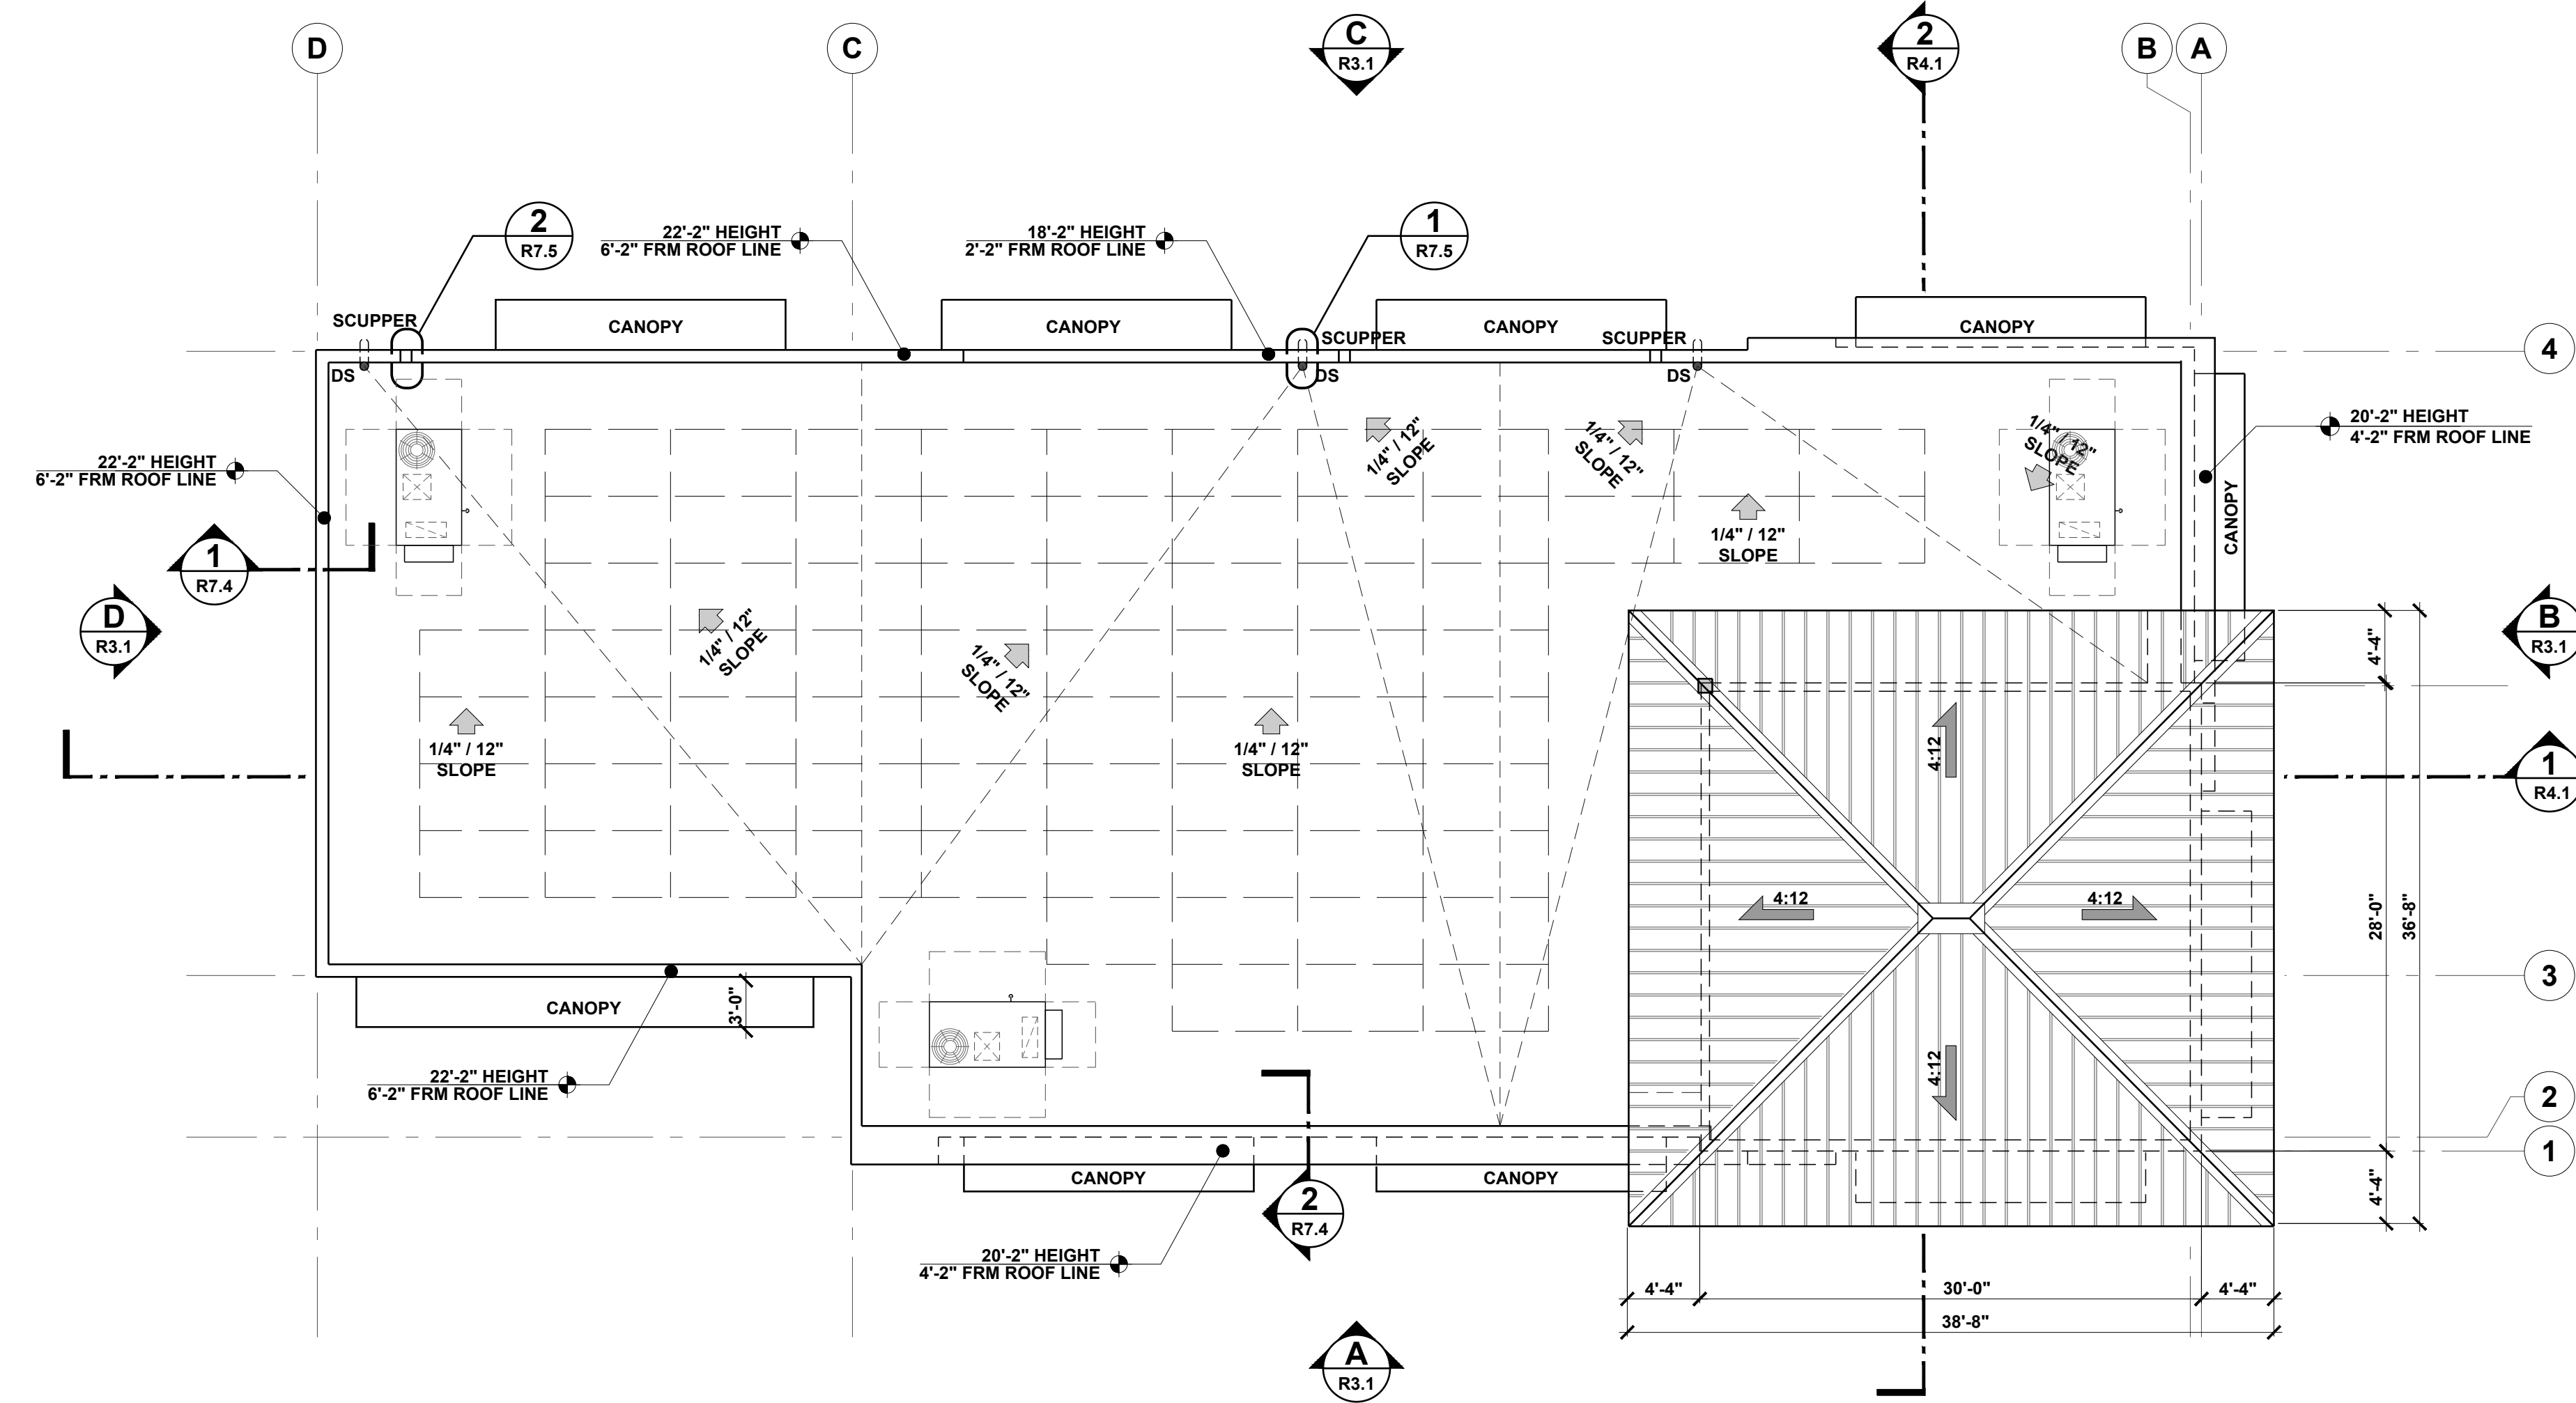 D
C
C
R3.1
2
R4.1
B
A
2
R7.5
22'-2" HEIGHT
6'-2" FRM ROOF LINE
18'-2" HEIGHT
2'-2" FRM ROOF LINE
1
R7.5
SCUPPER
CANOPY
CANOPY
SCUPPER
CANOPY
SCUPPER
CANOPY
4
DS
DS
DS
20'-2" HEIGHT
4'-2" FRM ROOF LINE
1/4" / 12"
SLOPE
1/4" / 12"
SLOPE
1/4" / 12"
SLOPE
22'-2" HEIGHT
6'-2" FRM ROOF LINE
CANOPY
1/4" / 12"
SLOPE
1
R7.4
D
R3.1
B
R3.1
1/4" / 12"
SLOPE
1/4" / 12"
SLOPE
4'-4"
1/4" / 12"
SLOPE
1/4" / 12"
SLOPE
4:12
1
R4.1
4:12
4:12
28'-0"
36'-8"
3
CANOPY
3'-0"
22'-2" HEIGHT
6'-2" FRM ROOF LINE
4:12
2
1
CANOPY
CANOPY
4'-4"
2
R7.4
20'-2" HEIGHT
4'-2" FRM ROOF LINE
4'-4"
30'-0"
4'-4"
38'-8"
A
R3.1